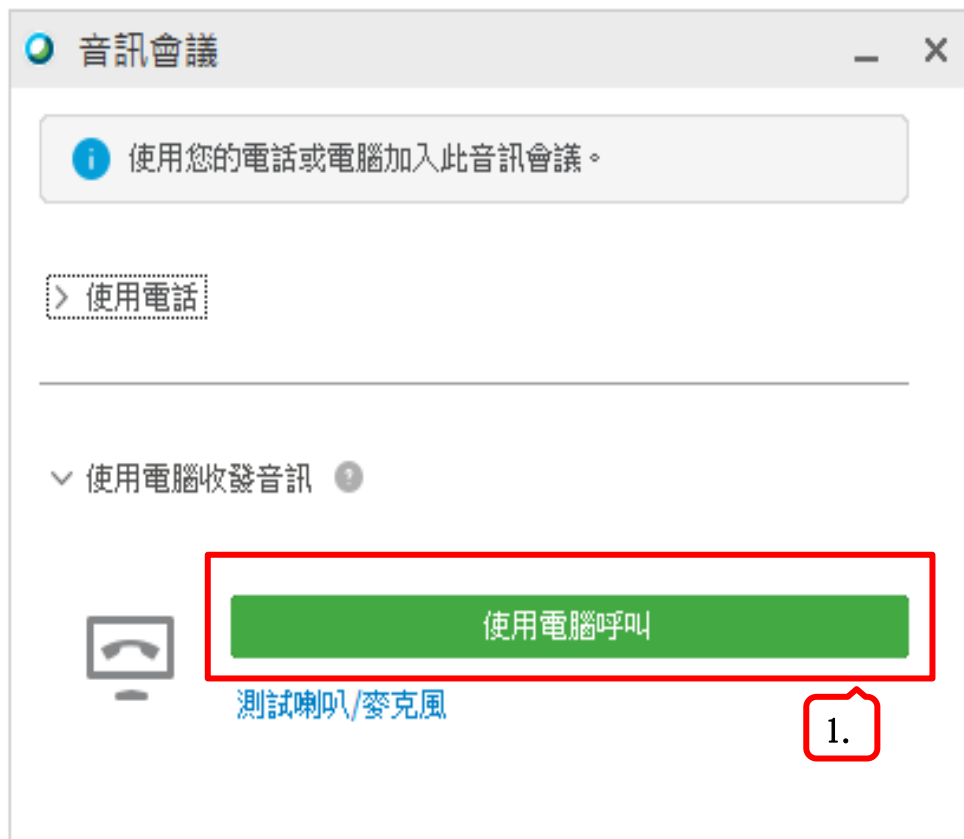 音訊會議
使用您的電話或電腦加入此音訊會議。
使用電話
使用電腦收發音訊
使用電腦呼叫
測試喇叭/麥克風
1.